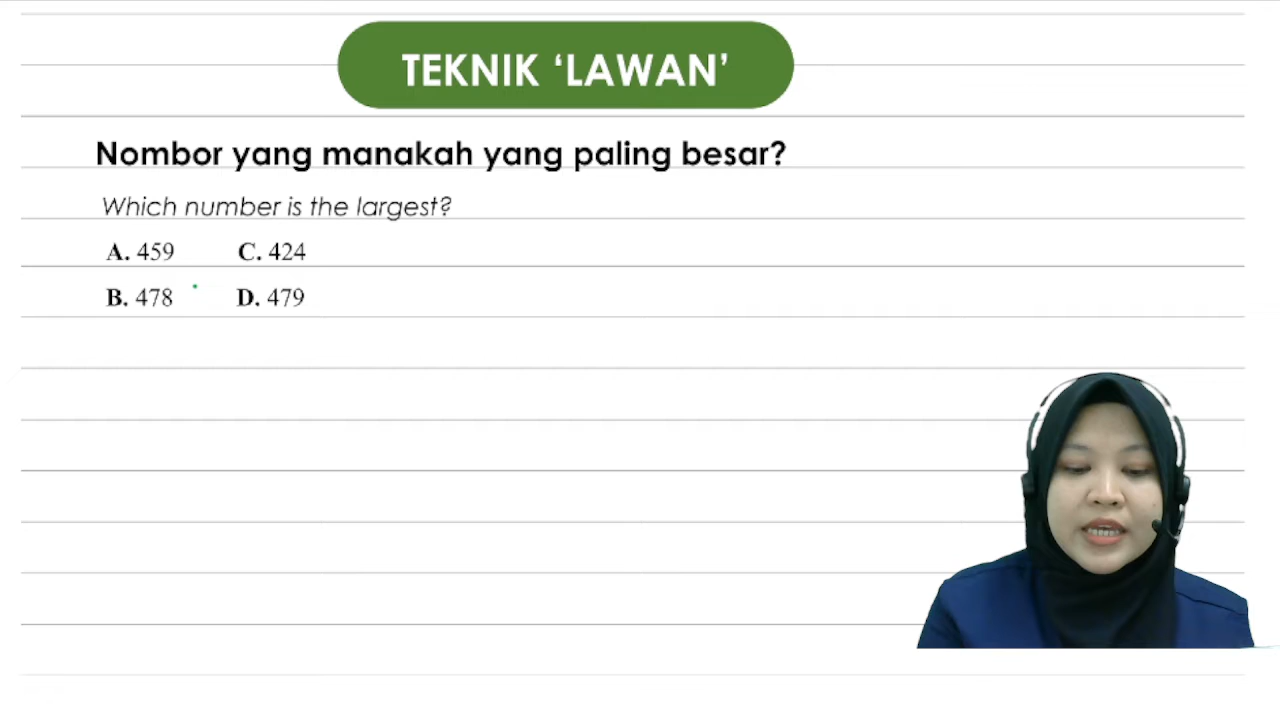 TEKNIK ‘LAWAN’
Nombor yang manakah yang paling besar?
Which number is the largest?
A. 459 C. 424
B. 478 D. 479